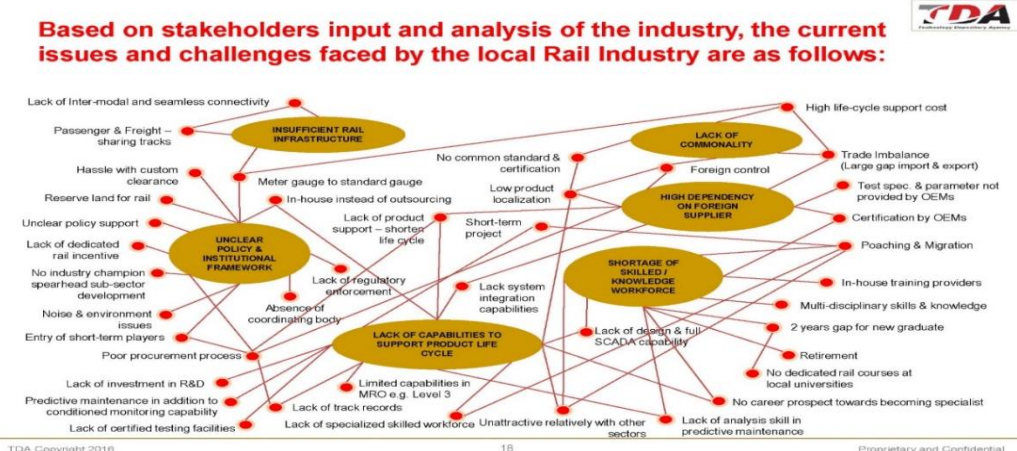 TDA
Technology Depository Agency
Based on stakeholders input and analysis of the industry, the current
issues and challenges faced by the local Rail Industry are as follows:
Lack of Inter-modal and seamless connectivity
Passenger & Freight –
sharing tracks
INSUFFICIENT RAIL
INFRASTRUCTURE
Hassle with custom
clearance
Meter gauge to standard gauge
Reserve land for rail
In-house instead of outsourcing
Unclear policy support
Lack of dedicated
rail incentive
No industry champion
spearhead sub-sector
development
Noise & environment
issues
Entry of short-term players
Poor procurement process
UNCLEAR
POLICY &
INSTITUTIONAL
FRAMEWORK
Lack of regulatory
enforcement
Absence of
coordinating body
Lack of product
support – shorten
life cycle
Short-term
project
No common standard &
certification
Low product
localization
LACK OF
COMMONALITY
High life-cycle support cost
Foreign control
Trade Imbalance
(Large gap import & export)
HIGH DEPENDENCY
ON FOREIGN
SUPPLIER
Test spec. & parameter not
provided by OEMs
Certification by OEMs
Poaching & Migration
SHORTAGE OF
SKILLED /
KNOWLEDGE
WORKFORCE
In-house training providers
Multi-disciplinary skills & knowledge
2 years gap for new graduate
Retirement
No dedicated rail courses at
local universities
No career prospect towards becoming specialist
Lack system
integration
capabilities
Lack of design & full
SCADA capability
LACK OF CAPABILITIES TO
SUPPORT PRODUCT LIFE
CYCLE
Lack of investment in R&D
Predictive maintenance in addition to
conditioned monitoring capability
Lack of certified testing facilities
Limited capabilities in
MRO e.g. Level 3
Lack of track records
Lack of specialized skilled workforce
Unattractive relatively with other
sectors
Lack of analysis skill in
predictive maintenance
TDA Copyright 2016
18
Proprietary and Confidential